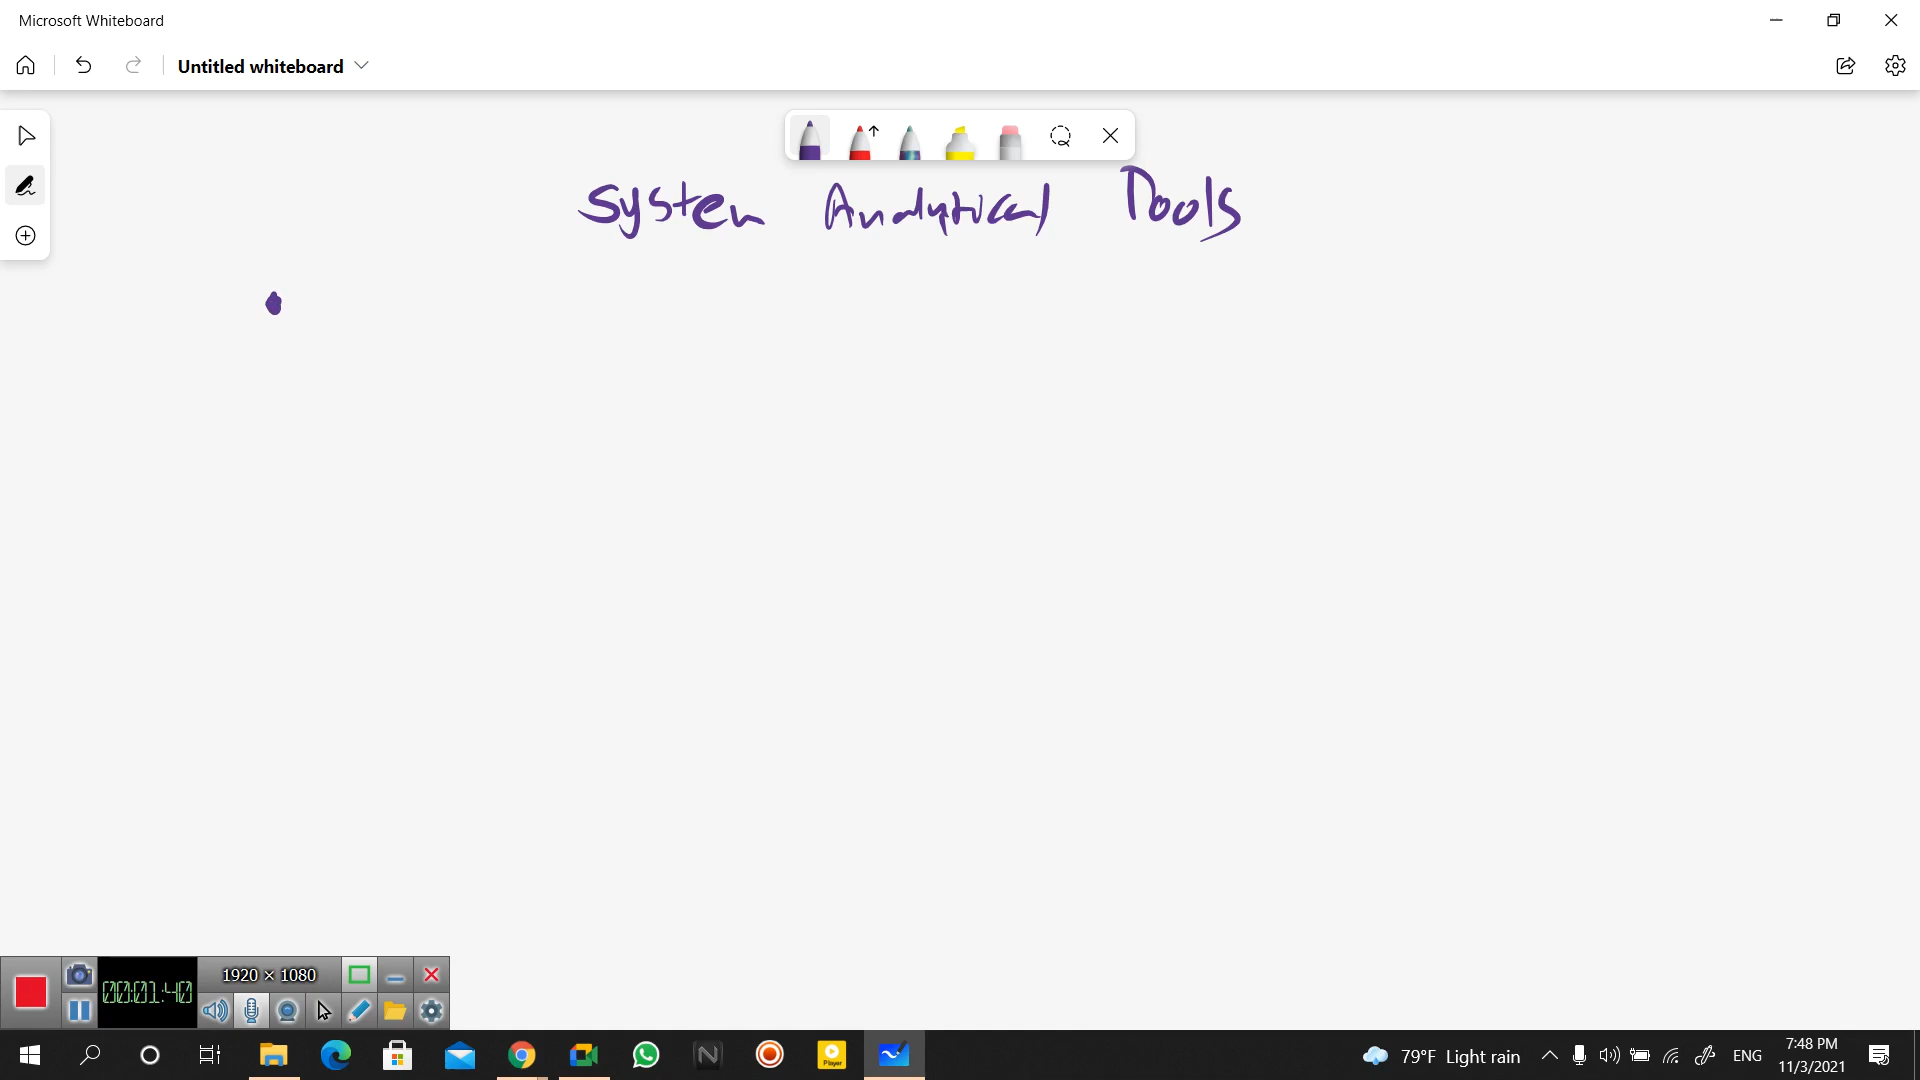 Microsoft Whiteboard
Untitled whiteboard
System Analytical Tools
1920 × 1080
00:01:40
Player
79°F Light rain
ENG
7:48 PM
11/3/2021